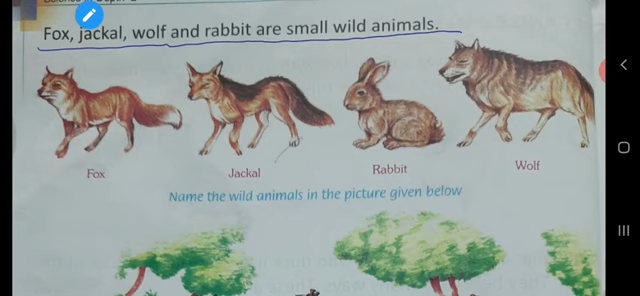 Fox, jackal, wolf and rabbit are small wild animals.
Fox
Jackal
Rabbit
Wolf
Name the wild animals in the picture given below